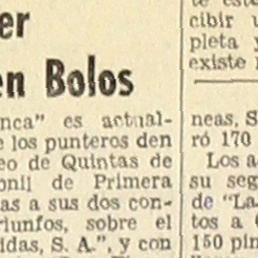 er
en Bolos
nca" es actual-
e los punteros den
eo de Quintas de
onil de Primera
as a sus dos con-
riunfos, sobre el
idas, S. A.", y con
te est
cibir u
pleta y
existe
neas, S
ró 170
Los a
su seg
de "La
tos a
150 pin